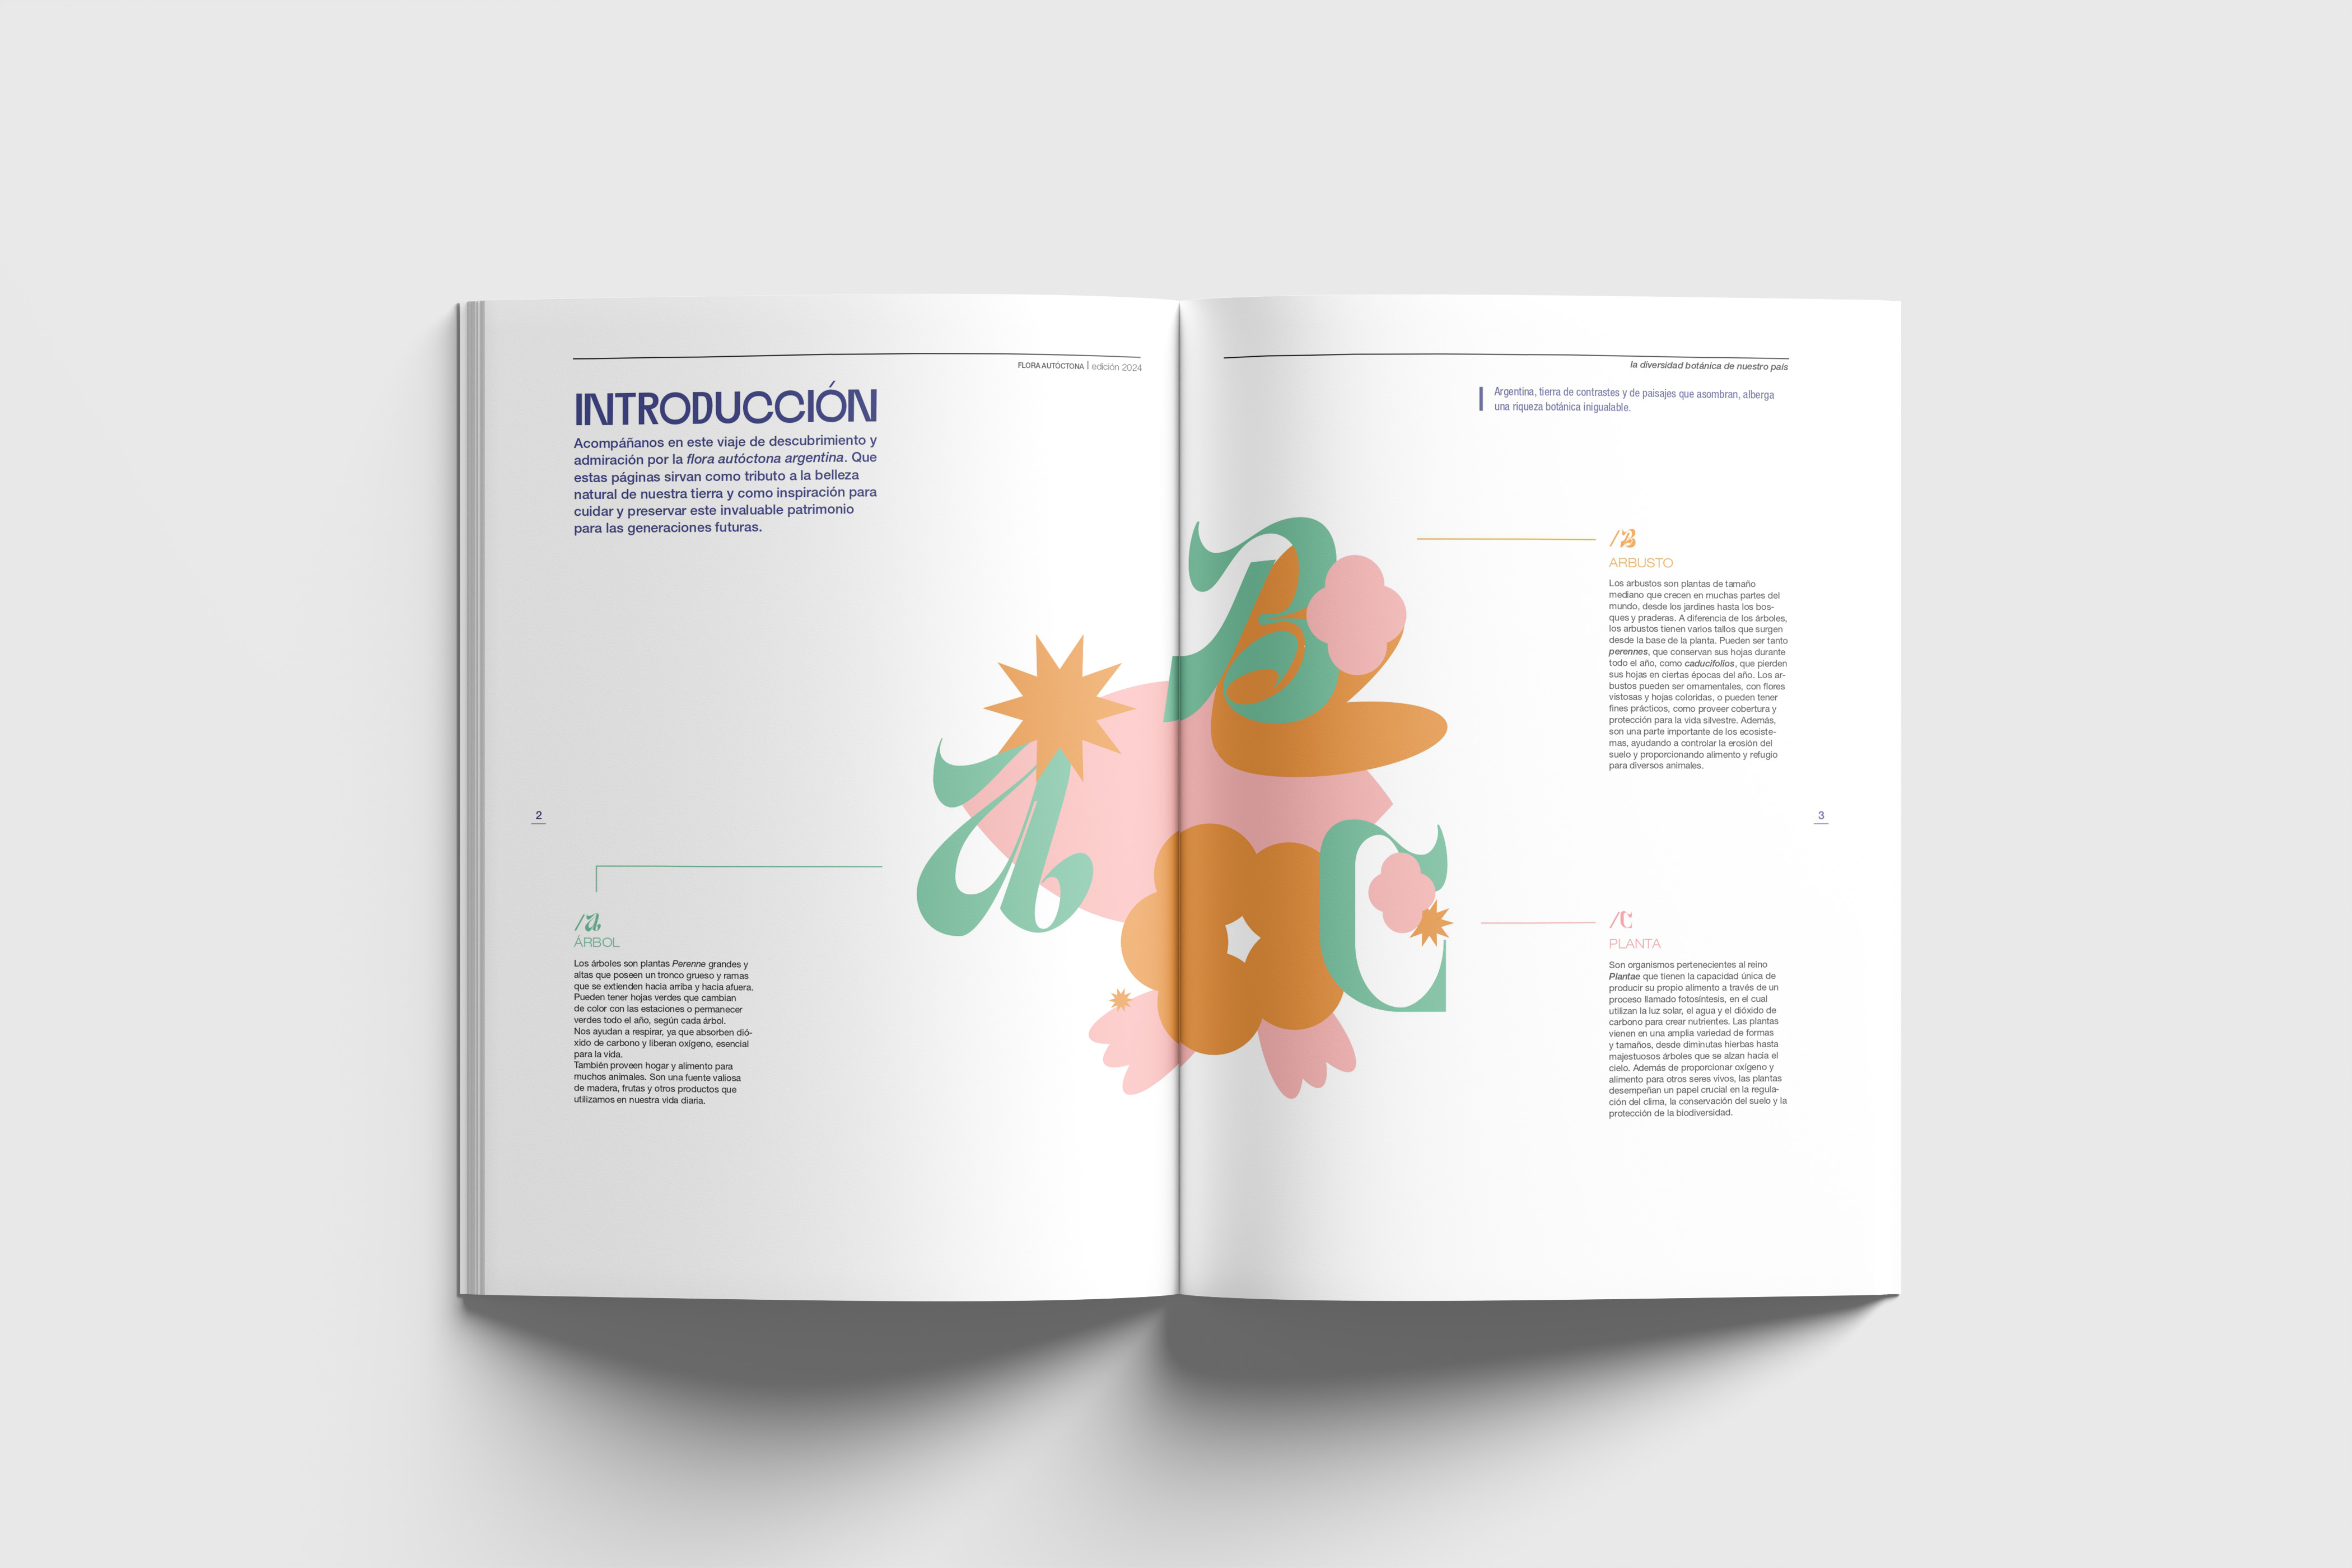 FLORA AUTÓCTONA | edición 2024
INTRODUCCIÓN
Acompáñanos en este viaje de descubrimiento y
admiración por la flora autóctona argentina. Que
estas páginas sirvan como tributo a la belleza
natural de nuestra tierra y como inspiración para
cuidar y preservar este invaluable patrimonio
para las generaciones futuras.
2
/a
ÁRBOL
Los árboles son plantas Perenne grandes y
altas que poseen un tronco grueso y ramas
que se extienden hacia arriba y hacia afuera.
Pueden tener hojas verdes que cambian
de color con las estaciones o permanecer
verdes todo el año, según cada árbol.
Nos ayudan a respirar, ya que absorben dió-
xido de carbono y liberan oxígeno, esencial
para la vida.
También proveen hogar y alimento para
muchos animales. Son una fuente valiosa
de madera, frutas y otros productos que
utilizamos en nuestra vida diaria.
a
B
C
la diversidad botánica de nuestro país
Argentina, tierra de contrastes y de paisajes que asombran, alberga
una riqueza botánica inigualable.
/B
ARBUSTO
Los arbustos son plantas de tamaño
mediano que crecen en muchas partes del
mundo, desde los jardines hasta los bos-
ques y praderas. A diferencia de los árboles,
los arbustos tienen varios tallos que surgen
desde la base de la planta. Pueden ser tanto
perennes, que conservan sus hojas durante
todo el año, como caducifolios, que pierden
sus hojas en ciertas épocas del año. Los ar-
bustos pueden ser ornamentales, con flores
vistosas y hojas coloridas, o pueden tener
fines prácticos, como proveer cobertura y
protección para la vida silvestre. Además,
son una parte importante de los ecosiste-
mas, ayudando a controlar la erosión del
suelo y proporcionando alimento y refugio
para diversos animales.
3
/C
PLANTA
Son organismos pertenecientes al reino
Plantae que tienen la capacidad única de
producir su propio alimento a través de un
proceso llamado fotosíntesis, en el cual
utilizan la luz solar, el agua y el dióxido de
carbono para crear nutrientes. Las plantas
vienen en una amplia variedad de formas
y tamaños, desde diminutas hierbas hasta
majestuosos árboles que se alzan hacia el
cielo. Además de proporcionar oxígeno y
alimento para otros seres vivos, las plantas
desempeñan un papel crucial en la regula-
ción del clima, la conservación del suelo y la
protección de la biodiversidad.